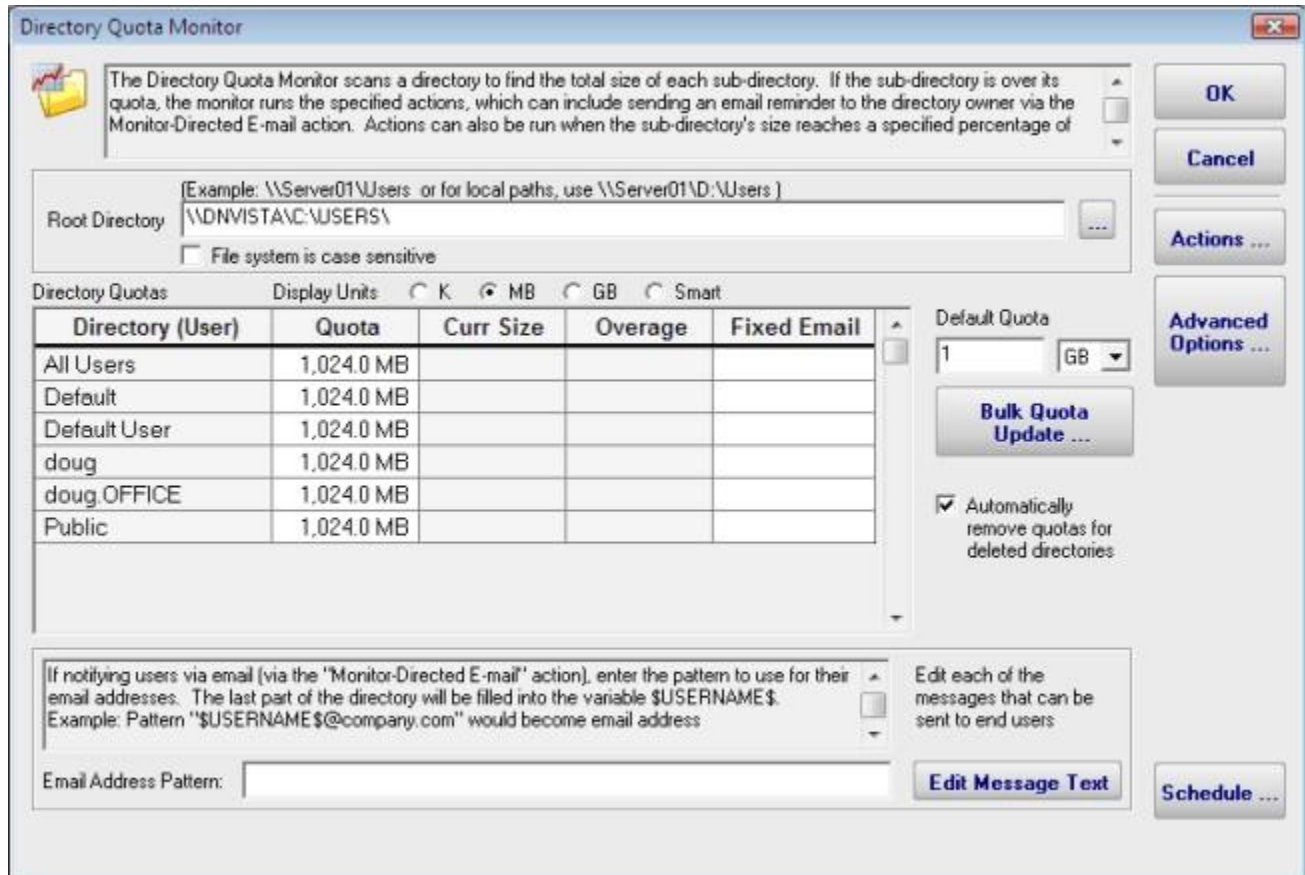 Directory Quota Monitor
The Directory Quota Monitor scans a directory to find the total size of each sub-directory. If the sub-directory is over its
quota, the monitor runs the specified actions, which can include sending an email reminder to the directory owner via the
Monitor-Directed E-mail action. Actions can also be run when the sub-directory's size reaches a specified percentage of
OK
Cancel
(Example: \\Server01\Users or for local paths, use \\Server01\D:\Users )
Root Directory \\DNVISTA\C:\USERS\ ...
File system is case sensitive
Actions ...
Directory Quotas Display Units K MB GB Smart
Directory (User) Quota Curr Size Overage Fixed Email
All Users 1,024.0 MB
Default 1,024.0 MB
Default User 1,024.0 MB
doug 1,024.0 MB
doug.OFFICE 1,024.0 MB
Public 1,024.0 MB
Default Quota
1 GB
Advanced
Options ...
Bulk Quota
Update ...
Automatically
remove quotas for
deleted directories
If notifying users via email (via the "Monitor-Directed E-mail" action), enter the pattern to use for their
email addresses. The last part of the directory will be filled into the variable $USERNAME$.
Example: Pattern "$USERNAME$@company.com" would become email address
Edit each of the
messages that can be
sent to end users
Email Address Pattern:
Edit Message Text
Schedule ...